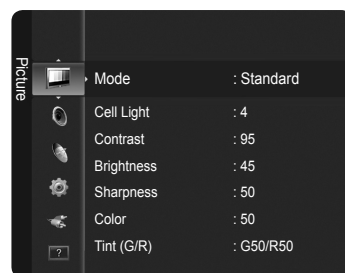 Picture
Mode : Standard
Cell Light : 4
Contrast : 95
Brightness : 45
Sharpness : 50
Color : 50
Tint (G/R) : G50/R50
?